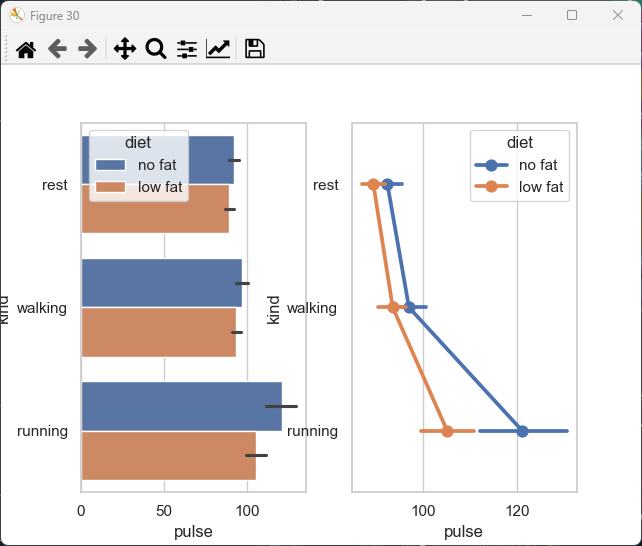 Figure 30
diet
no fat
low fat
rest
walking
running
kind
0
50
100
pulse
diet
no fat
low fat
rest
walking
running
kind
100
120
pulse